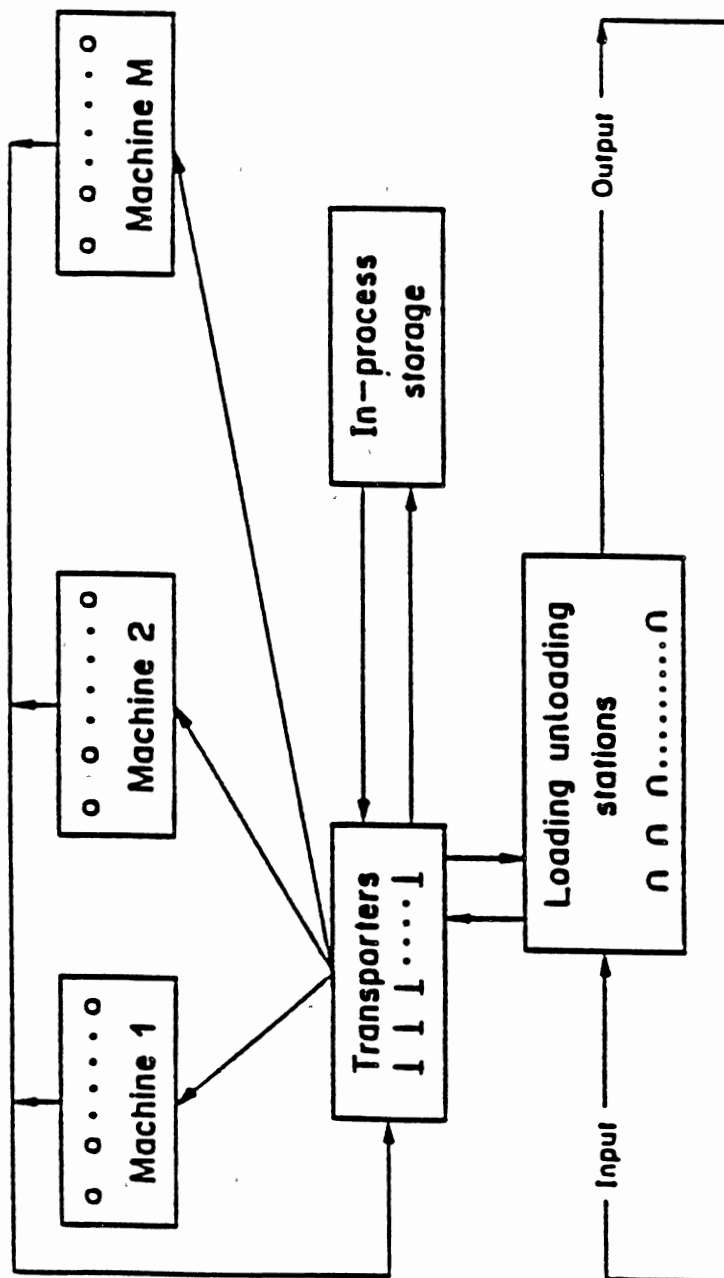 o o o . . . . . . o
Machine 1
o o o . . . . . . o
Machine 2
o o o . . . . . . o
Machine M
Transporters
T T T . . . . T
In-process
storage
Loading unloading
stations
n n n..........n
Input
Output